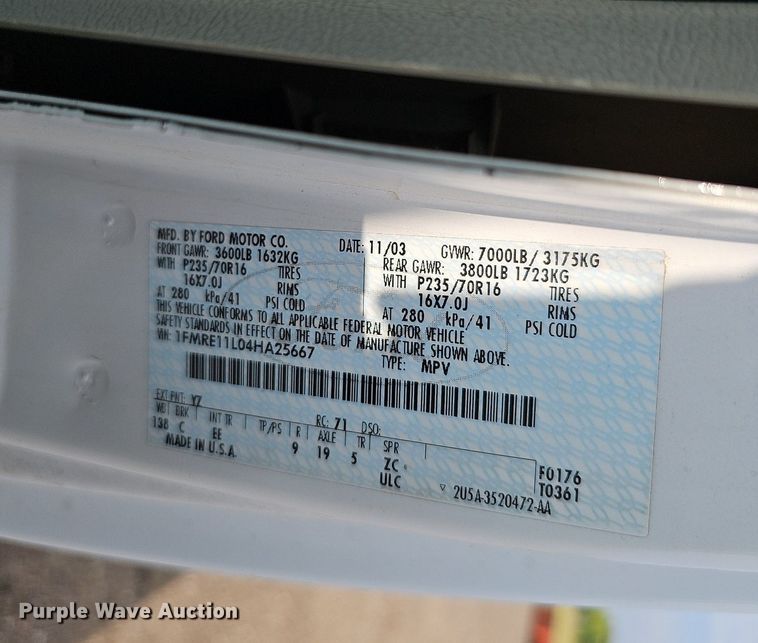 MFD. BY FORD MOTOR CO.
DATE: 11/03 GVWR: 7000LB/ 3175KG
FRONT GAWR: 3600LB 1632KG
REAR GAWR: 3800LB 1723KG
WITH P235/70R16 TIRES
WITH P235/70R16 TIRES
16X7.0J RIMS
16X7.0J RIMS
AT 280 kPa/41 PSI COLD
AT 280 kPa/41 PSI COLD
THIS VEHICLE CONFORMS TO ALL APPLICABLE FEDERAL MOTOR VEHICLE
SAFETY STANDARDS IN EFFECT ON THE DATE OF MANUFACTURE SHOWN ABOVE.
VIN: 1FMRE11L04HA25667 TYPE: MPV
EXT PNT: YZ RC: 71 DSO:
WB BRK INT TR TP/PS R AXLE TR SPR
138 C EE 9 19 5 ZC
MADE IN U.S.A. ULC
F0176
T0361
2U5A-3520472-AA
Purple Wave Auction